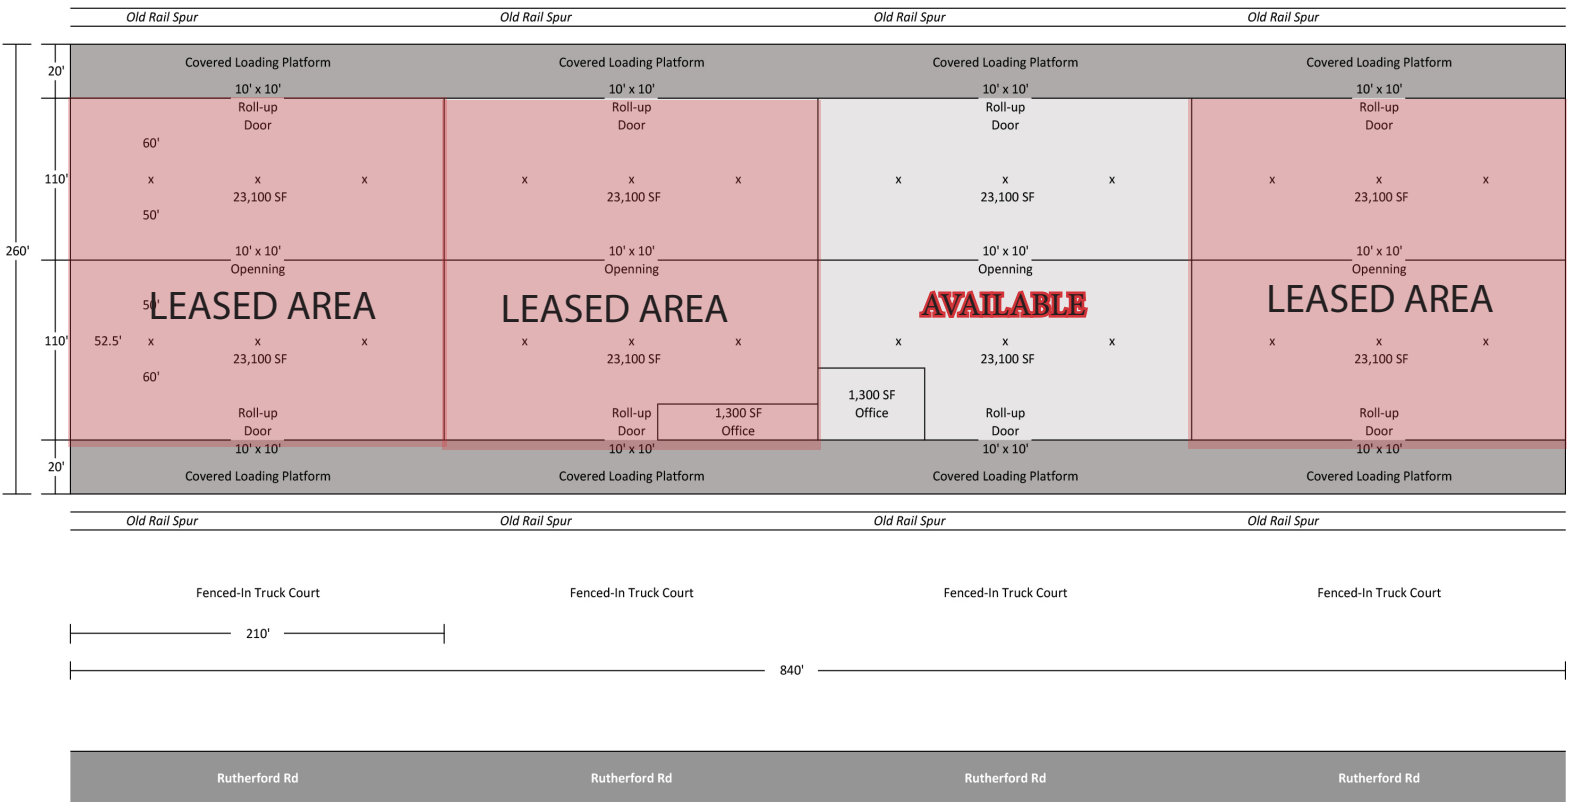 Old Rail Spur Old Rail Spur Old Rail Spur Old Rail Spur
Covered Loading Platform Covered Loading Platform Covered Loading Platform Covered Loading Platform
20'
10' x 10' 10' x 10' 10' x 10' 10' x 10'
Roll-up Roll-up Roll-up Roll-up
Door Door Door Door
60'
110' x x x x x x x x x x x x
23,100 SF 23,100 SF 23,100 SF 23,100 SF
50'
260' 10' x 10' 10' x 10' 10' x 10' 10' x 10'
Openning Openning Openning Openning
50' LEASED AREA LEASED AREA AVAILABLE LEASED AREA
110' 52.5' x x x x x x x x x x x x
23,100 SF 23,100 SF 23,100 SF 23,100 SF
60'
1,300 SF
Roll-up Roll-up 1,300 SF Office Roll-up Roll-up
Door Door Office Door Door
10' x 10' 10' x 10' 10' x 10' 10' x 10'
20'
Covered Loading Platform Covered Loading Platform Covered Loading Platform Covered Loading Platform
Old Rail Spur Old Rail Spur Old Rail Spur Old Rail Spur
Fenced-In Truck Court Fenced-In Truck Court Fenced-In Truck Court Fenced-In Truck Court
210'
840'
Rutherford Rd Rutherford Rd Rutherford Rd Rutherford Rd